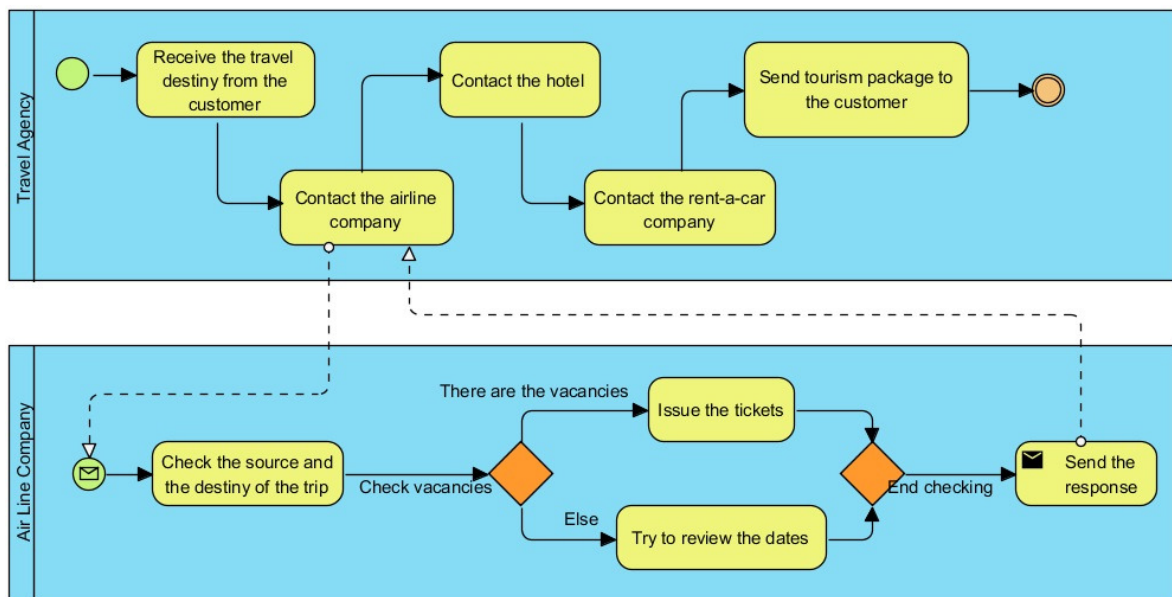 Travel Agency
Receive the travel
destiny from the
customer
Contact the hotel
Send tourism package to
the customer
Contact the airline
company
Contact the rent-a-car
company
Air Line Company
There are the vacancies
Issue the tickets
Check the source and
the destiny of the trip
Check vacancies
End checking
Send the
response
Else
Try to review the dates